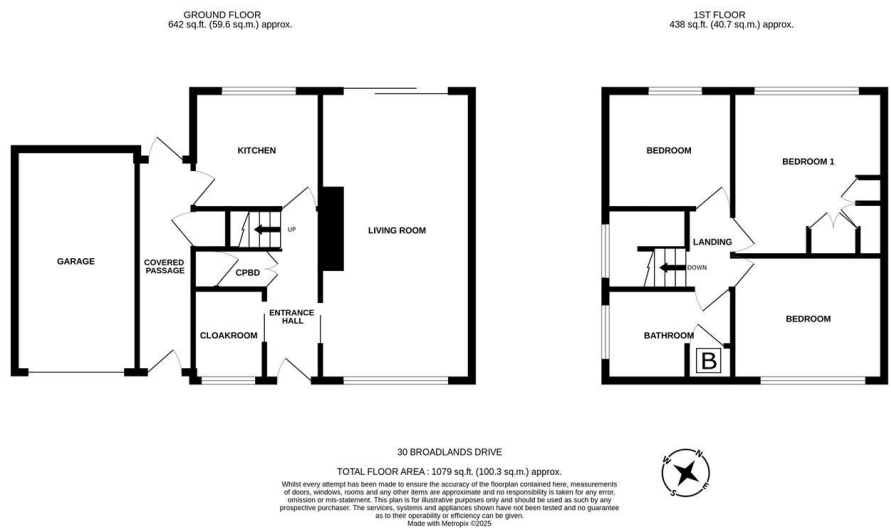 GROUND FLOOR
642 sq.ft. (59.6 sq.m.) approx.
1ST FLOOR
438 sq.ft. (40.7 sq.m.) approx.
KITCHEN
LIVING ROOM
GARAGE
COVERED
PASSAGE
UP
CPBD
ENTRANCE
HALL
CLOAKROOM
BEDROOM
BEDROOM 1
LANDING
DOWN
BATHROOM
B
BEDROOM
30 BROADLANDS DRIVE
TOTAL FLOOR AREA : 1079 sq.ft. (100.3 sq.m.) approx.
Whilst every attempt has been made to ensure the accuracy of the floorplan contained here, measurements
of doors, windows, rooms and any other items are approximate and no responsibility is taken for any error,
omission or mis-statement. This plan is for illustrative purposes only and should be used as such by any
prospective purchaser. The services, systems and appliances shown have not been tested and no guarantee
as to their operability or efficiency can be given.
Made with Metropix ©2025
N
W
E
S